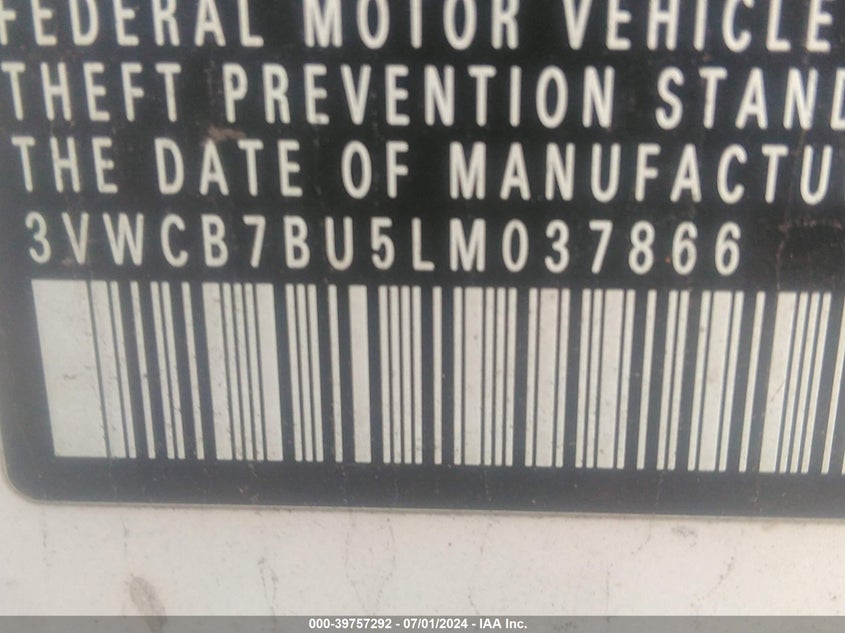 FEDERAL MOTOR VEHICLE
THEFT PREVENTION STAND
THE DATE OF MANUFACTU
3VWCB7BU5LM037866
000-39757292 - 07/01/2024 - IAA Inc.